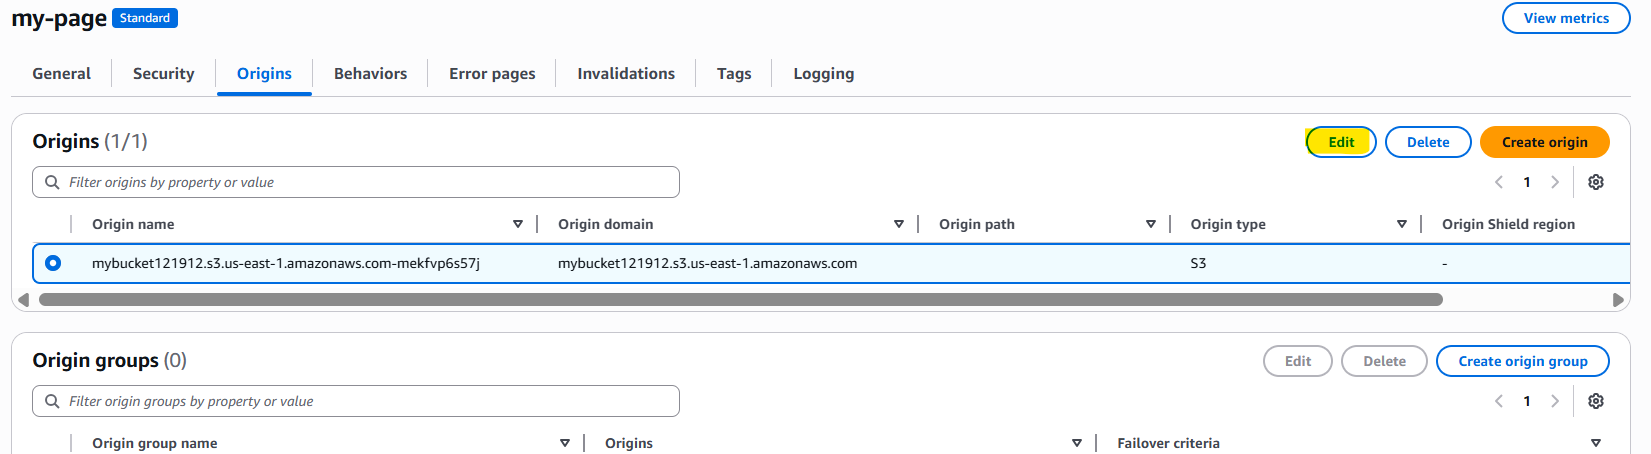 my-page Standard View metrics
General Security Origins Behaviors Error pages Invalidations Tags Logging
Origins (1/1) Edit Delete Create origin
Filter origins by property or value 1
Origin name Origin domain Origin path Origin type Origin Shield region
mybucket121912.s3.us-east-1.amazonaws.com-mekfvp6s57j mybucket121912.s3.us-east-1.amazonaws.com S3 -
Origin groups (0) Edit Delete Create origin group
Filter origin groups by property or value 1
Origin group name Origins Failover criteria